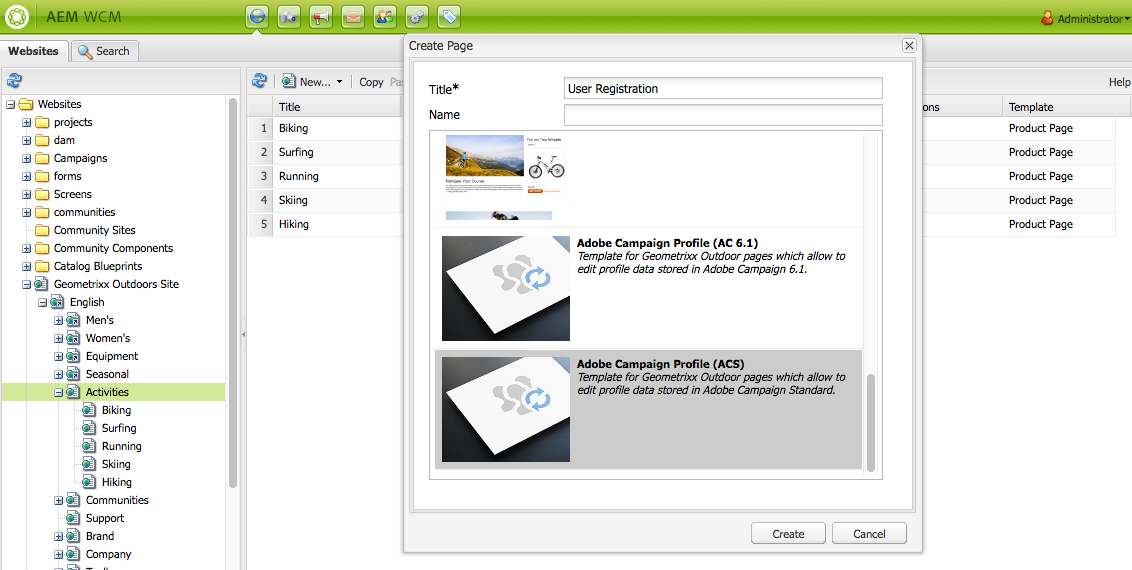 AEM WCM
Administrator
Websites
Search
Create Page
New...
Copy
Help
Title
Template
Websites
projects
dam
Campaigns
forms
Screens
communities
Community Sites
Community Components
Catalog Blueprints
Geometrixx Outdoors Site
English
Men's
Women's
Equipment
Seasonal
Activities
Biking
Surfing
Running
Skiing
Hiking
Communities
Support
Brand
Company
1 Biking Product Page
2 Surfing Product Page
3 Running Product Page
4 Skiing Product Page
5 Hiking Product Page
Title*
User Registration
Name
Fun on Two Wheels
Navigate Your Course
Adobe Campaign Profile (AC 6.1)
Template for Geometrixx Outdoor pages which allow to
edit profile data stored in Adobe Campaign 6.1.
Adobe Campaign Profile (ACS)
Template for Geometrixx Outdoor pages which allow to
edit profile data stored in Adobe Campaign Standard.
Create
Cancel